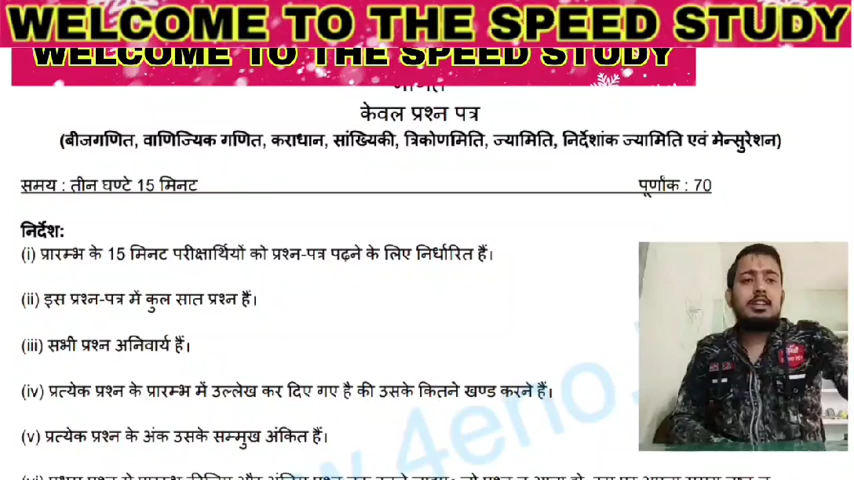 WELCOME TO THE SPEED STUDY
WELCOME TO THE SPEED STUDY
केवल प्रश्न पत्र
(बीजगणित, वाणिज्यिक गणित, कराधान, सांख्यिकी, त्रिकोणमिति, ज्यामिति, निर्देशांक ज्यामिति एवं मेन्सुरेशन)
समय : तीन घण्टे 15 मिनट पूर्णांक : 70
निर्देश:
(i) प्रारम्भ के 15 मिनट परीक्षार्थियों को प्रश्न-पत्र पढ़ने के लिए निर्धारित हैं।
(ii) इस प्रश्न-पत्र में कुल सात प्रश्न हैं।
(iii) सभी प्रश्न अनिवार्य हैं।
(iv) प्रत्येक प्रश्न के प्रारम्भ में उल्लेख कर दिए गए है की उसके कितने खण्ड करने हैं।
(v) प्रत्येक प्रश्न के अंक उसके सम्मुख अंकित हैं।